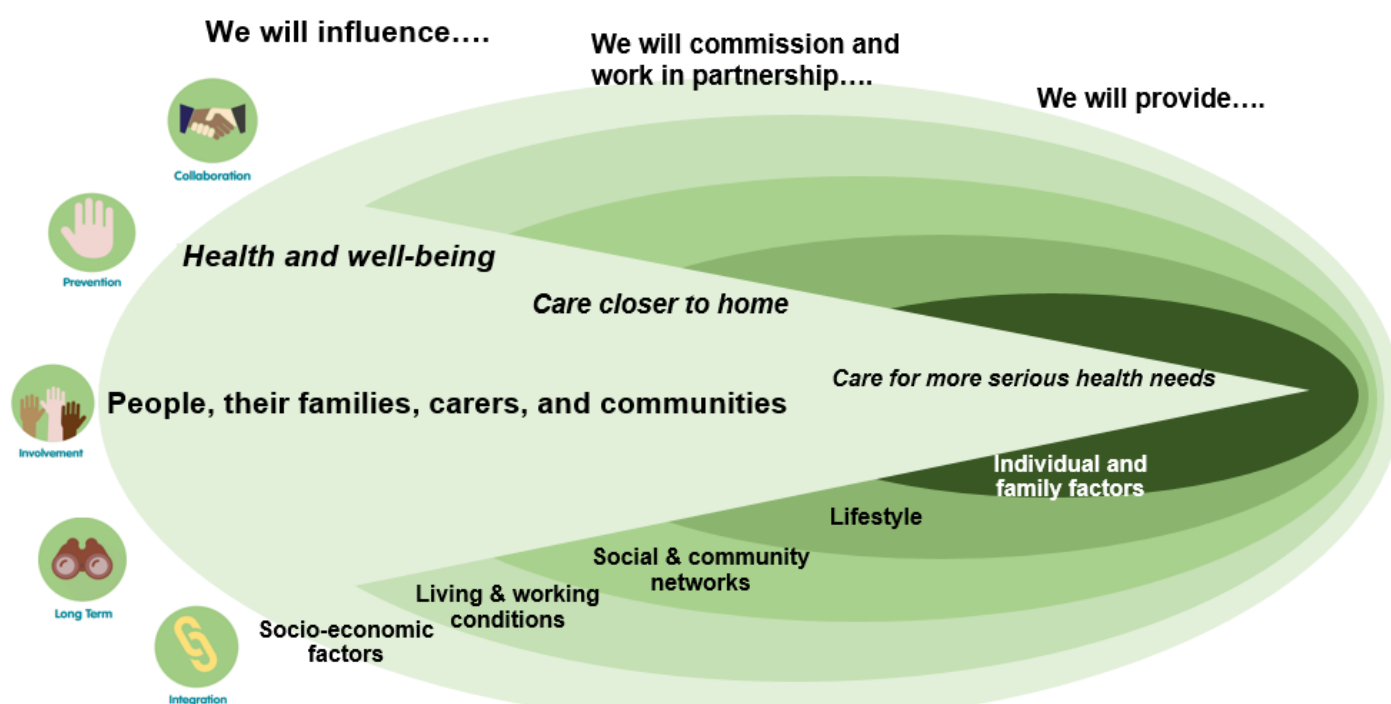 We will influence….
We will commission and
work in partnership….
We will provide….
Collaboration
Prevention
Health and well-being
Care closer to home
Care for more serious health needs
Involvement
People, their families, carers, and communities
Individual and
family factors
Lifestyle
Social & community
networks
Living & working
conditions
Socio-economic
factors
Long Term
Integration